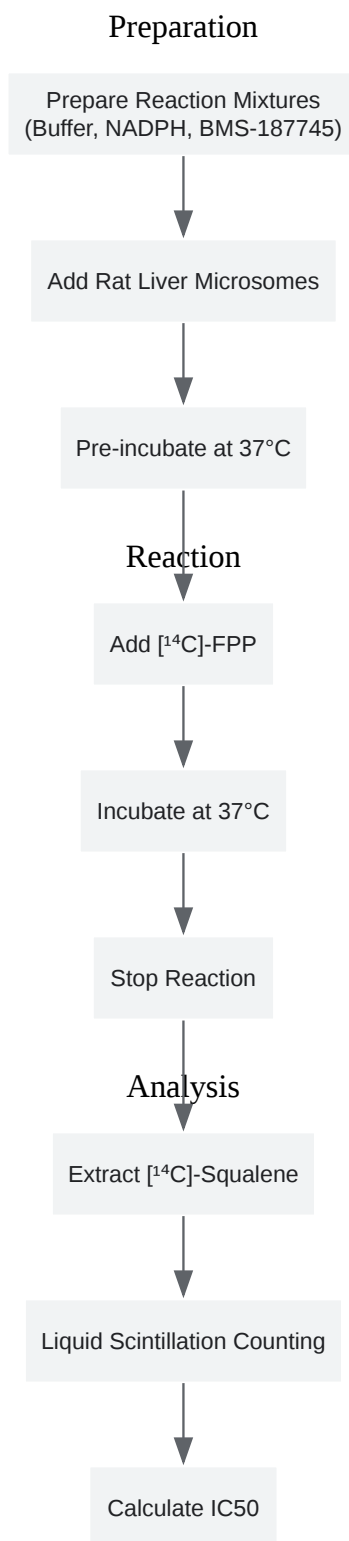 Preparation
Prepare Reaction Mixtures
(Buffer, NADPH, BMS-187745)
Add Rat Liver Microsomes
Pre-incubate at 37°C
Reaction
Add [¹⁴C]-FPP
Incubate at 37°C
Stop Reaction
Analysis
Extract [¹⁴C]-Squalene
Liquid Scintillation Counting
Calculate IC50